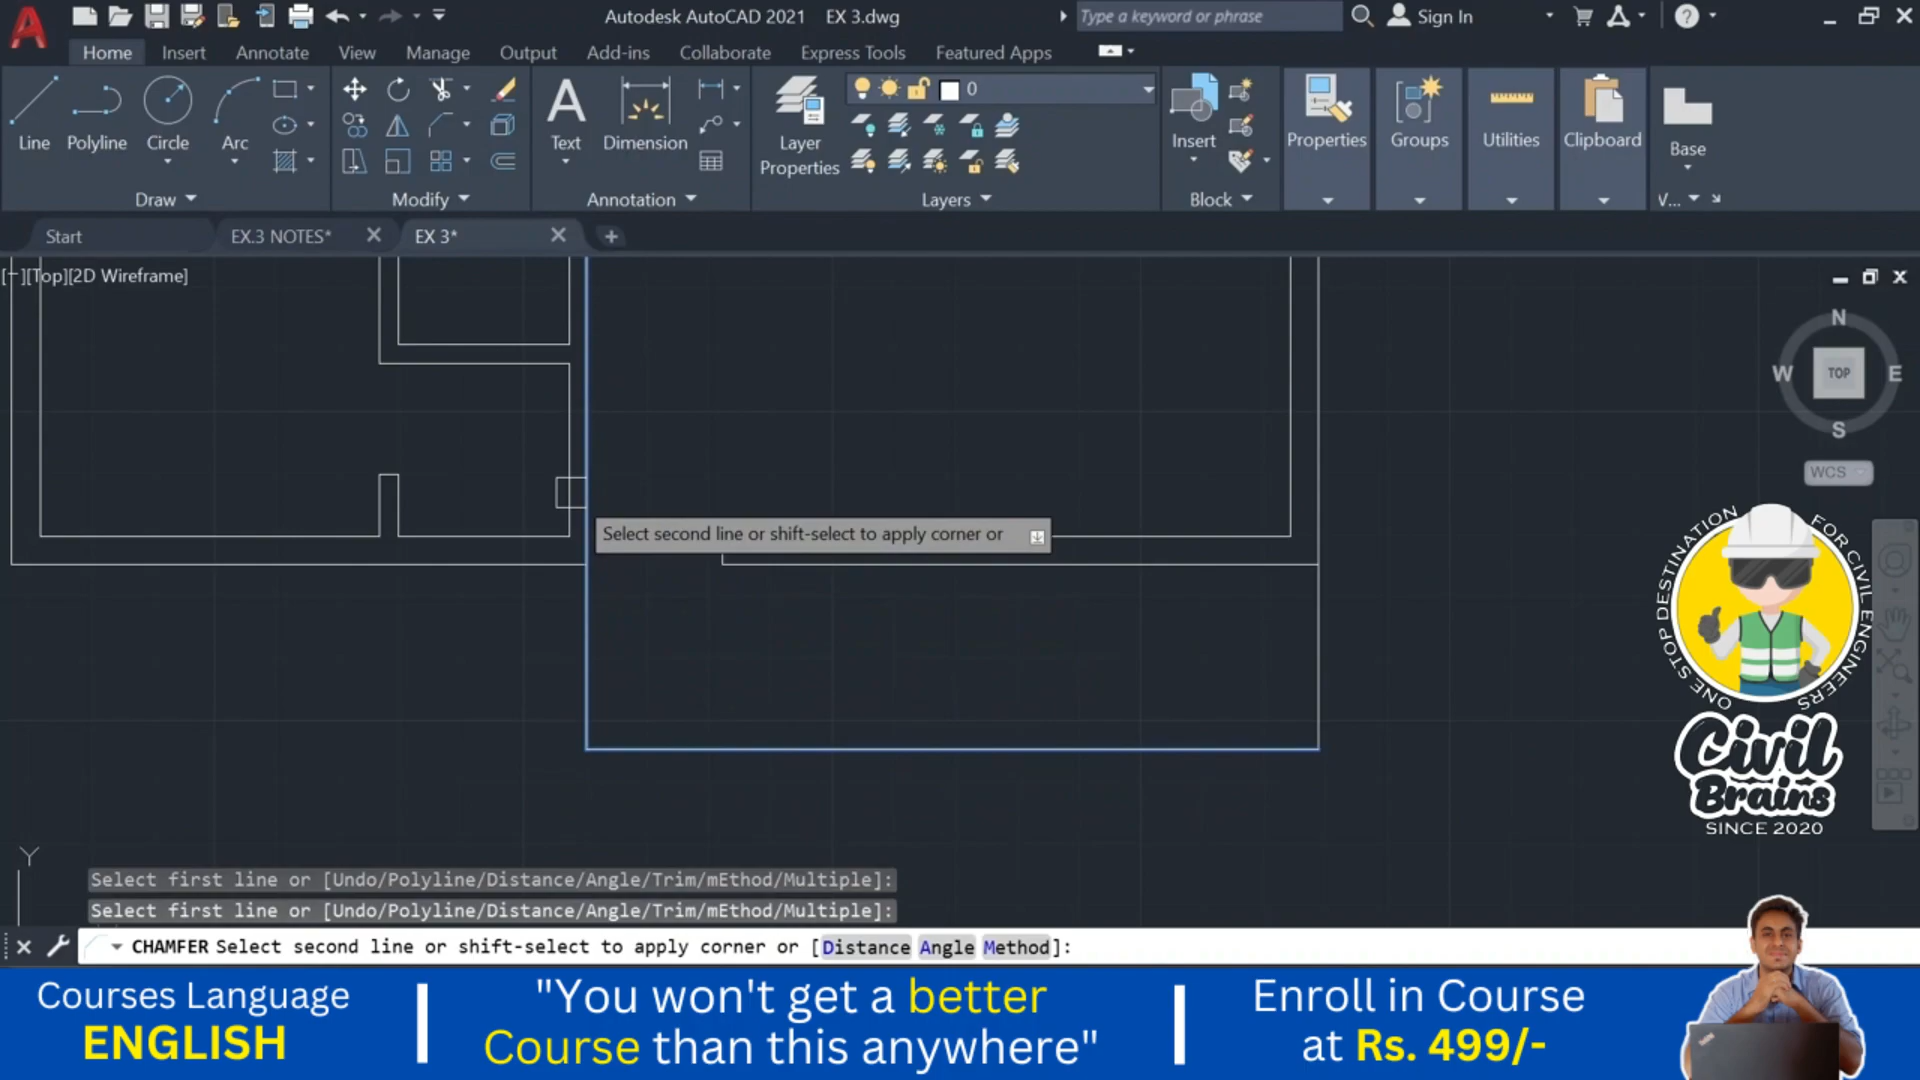 Autodesk AutoCAD 2021 EX 3.dwg
Type a keyword or phrase
Sign In
Home Insert Annotate View Manage Output Add-ins Collaborate Express Tools Featured Apps
Line Polyline Circle Arc
Text Dimension
Layer Properties
0
Insert
Properties
Groups
Utilities
Clipboard
Base
Draw Modify Annotation Layers Block V...
Start EX.3 NOTES* EX 3*
[−][Top][2D Wireframe]
N
W TOP E
S
WCS
Select second line or shift-select to apply corner or
ONE STOP DESTINATION FOR CIVIL ENGINEERS
Civil
Brains
SINCE 2020
Y
Select first line or [Undo/Polyline/Distance/Angle/Trim/mEthod/Multiple]:
Select first line or [Undo/Polyline/Distance/Angle/Trim/mEthod/Multiple]:
CHAMFER Select second line or shift-select to apply corner or [Distance Angle Method]:
Courses Language
ENGLISH
"You won't get a better
Course than this anywhere"
Enroll in Course
at Rs. 499/-